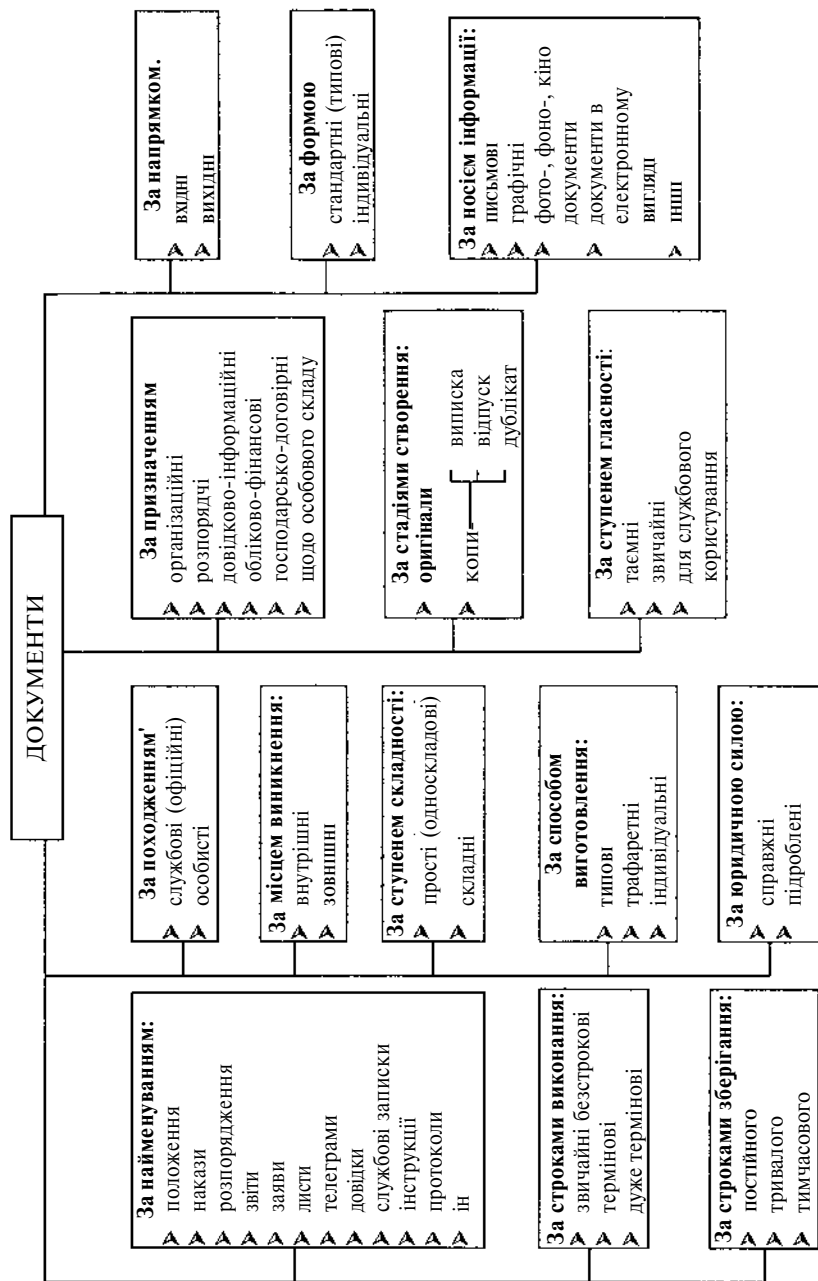 ДОКУМЕНТИ
За найменуванням:
положення
накази
розпорядження
звіти
заяви
листи
телеграми
довідки
службові записки
інструкції
протоколи
ін
За строками виконання:
звичайні безстрокові
термінові
дуже термінові
За строками зберігання:
постійного
тривалого
тимчасового
За походженням'
службові (офіційні)
особисті
За місцем виникнення:
внутрішні
зовнішні
За ступенем складності:
прості (односкладові)
складні
За способом
виготовлення:
типові
трафаретні
індивідуальні
За юридичною силою:
справжні
підроблені
За призначенням
організаційні
розпорядчі
довідково-інформаційні
обліково-фінансові
господарсько-договірні
щодо особового складу
За стадіями створення:
оригінали
копи-
виписка
відпуск
дублікат
За ступенем гласності:
таємні
звичайні
для службового
користування
За напрямком.
вхідні
вихідні
За формою
стандартні (типові)
індивідуальні
За носієм інформації:
письмові
графічні
фото-, фоно-, кіно
документи
документи в
електронному
вигляді
інші